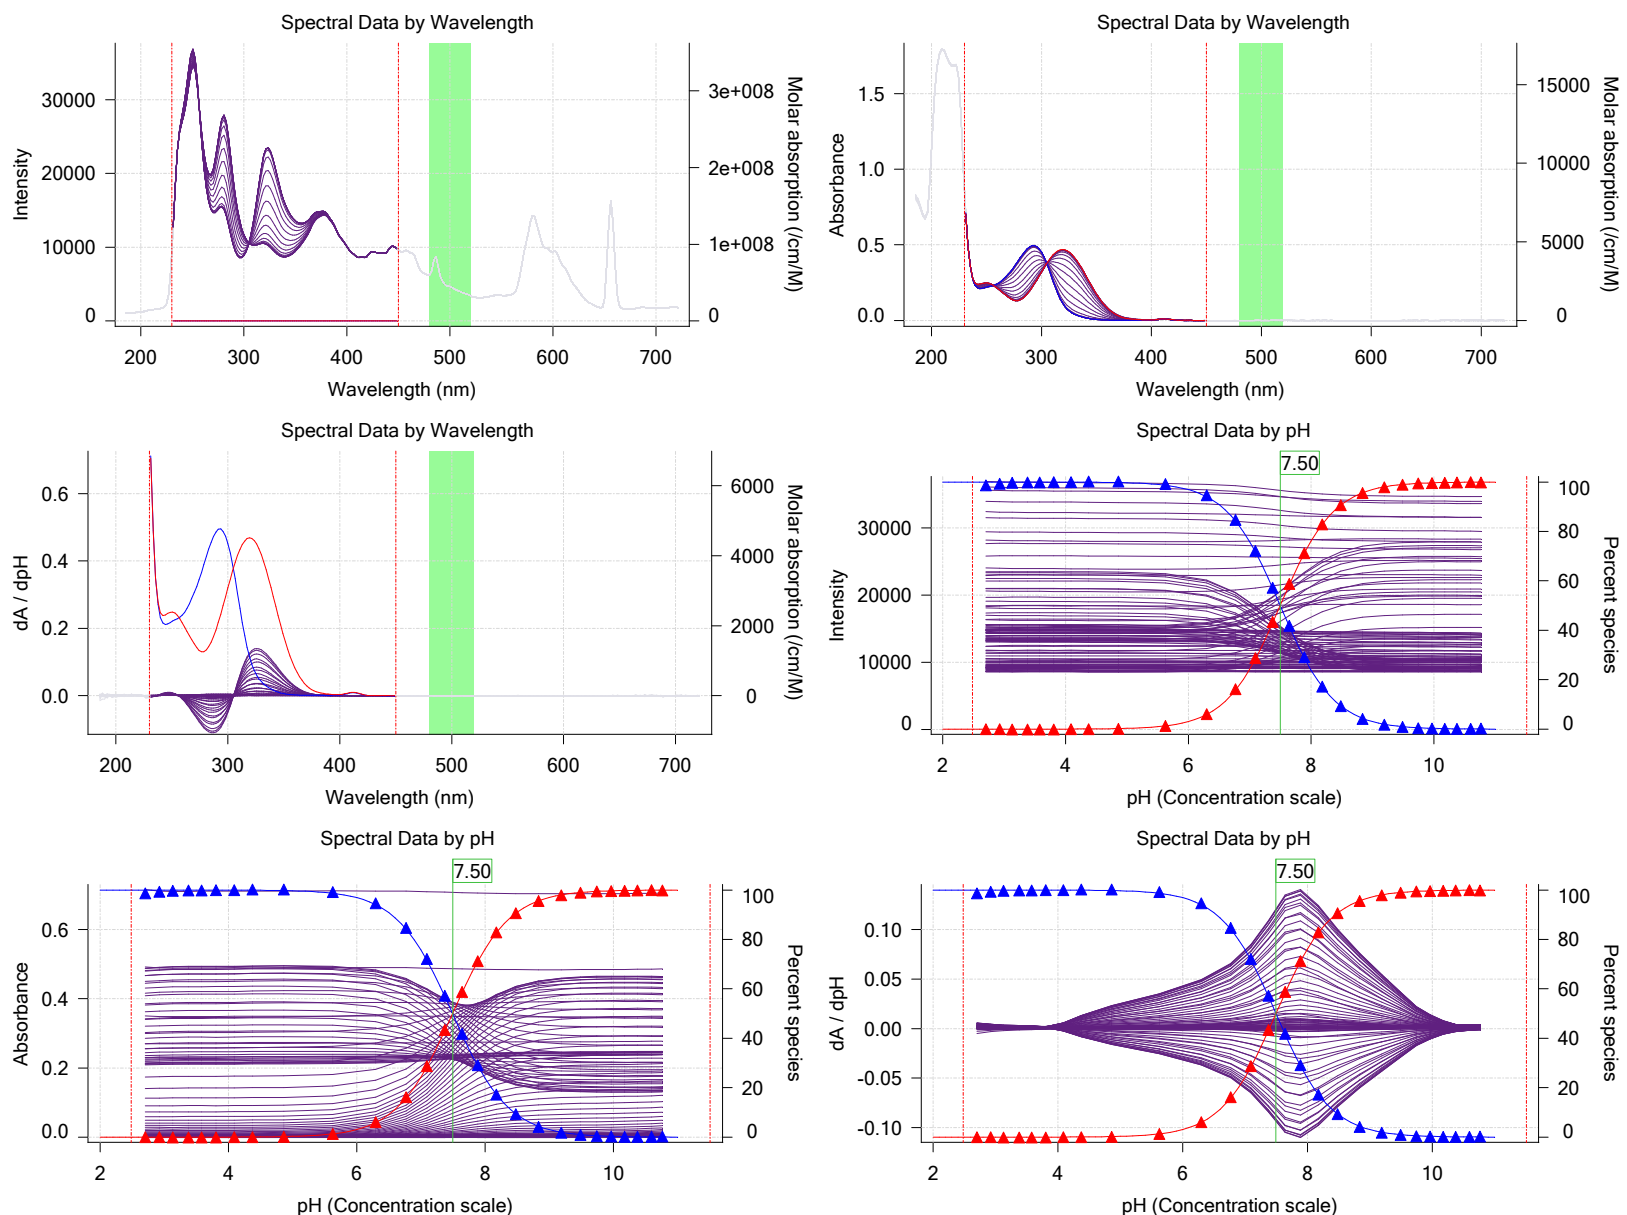 Spectral Data by Wavelength
Intensity
30000
20000
10000
0
3e+008
2e+008
1e+008
0
Molar absorption (/cm/M)
200 300 400 500 600 700
Wavelength (nm)
Spectral Data by Wavelength
Absorbance
1.5
1.0
0.5
0.0
15000
10000
5000
0
Molar absorption (/cm/M)
200 300 400 500 600 700
Wavelength (nm)
Spectral Data by Wavelength
dA / dpH
0.6
0.4
0.2
0.0
6000
4000
2000
0
Molar absorption (/cm/M)
200 300 400 500 600 700
Wavelength (nm)
Spectral Data by pH
7.50
Intensity
30000
20000
10000
0
100
80
60
40
20
0
Percent species
2 4 6 8 10
pH (Concentration scale)
Spectral Data by pH
7.50
Absorbance
0.6
0.4
0.2
0.0
100
80
60
40
20
0
Percent species
2 4 6 8 10
pH (Concentration scale)
Spectral Data by pH
7.50
dA / dpH
0.10
0.05
0.00
-0.05
-0.10
100
80
60
40
20
0
Percent species
2 4 6 8 10
pH (Concentration scale)